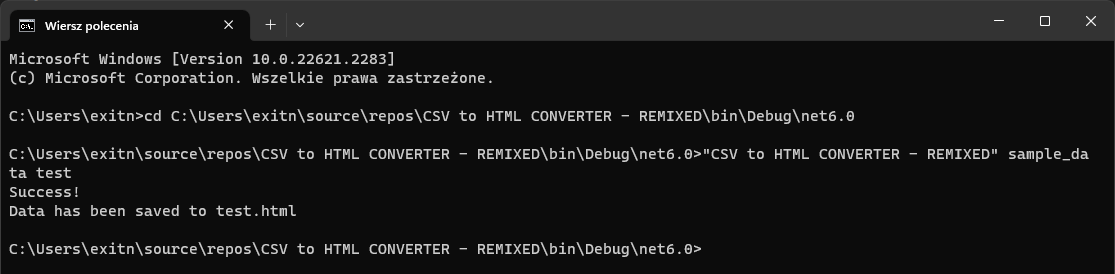 Wiersz polecenia
Microsoft Windows [Version 10.0.22621.2283]
(c) Microsoft Corporation. Wszelkie prawa zastrzeżone.
C:\Users\exitn>cd C:\Users\exitn\source\repos\CSV to HTML CONVERTER - REMIXED\bin\Debug\net6.0
C:\Users\exitn\source\repos\CSV to HTML CONVERTER - REMIXED\bin\Debug\net6.0>"CSV to HTML CONVERTER - REMIXED" sample_da
ta test
Success!
Data has been saved to test.html
C:\Users\exitn\source\repos\CSV to HTML CONVERTER - REMIXED\bin\Debug\net6.0>